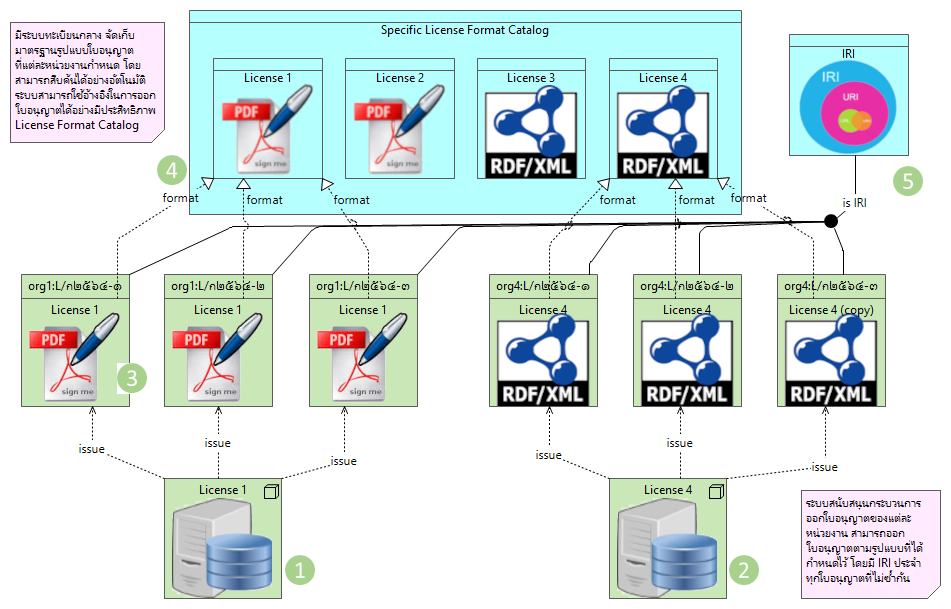 มีระบบทะเบียนกลาง จัดเก็บ
มาตรฐานรูปแบบใบอนุญาต
ที่แต่ละหน่วยงานกำหนด โดย
สามารถสืบค้นได้อย่างอัตโนมัติ
ระบบสามารถใช้อ้างอิงในการออก
ใบอนุญาตได้อย่างมีประสิทธิภาพ
License Format Catalog
Specific License Format Catalog
License 1
License 2
License 3
License 4
PDF
sign me
PDF
sign me
RDF/XML
RDF/XML
IRI
IRI
URI
4
5
format
format
format
format
format
format
is IRI
org1:L/ก๒๕๖๔-๑
org1:L/ก๒๕๖๔-๒
org1:L/ก๒๕๖๔-๓
org4:L/ก๒๕๖๔-๑
org4:L/ก๒๕๖๔-๒
org4:L/ก๒๕๖๔-๓
License 1
License 1
License 1
License 4
License 4
License 4 (copy)
PDF
sign me
PDF
sign me
PDF
sign me
RDF/XML
RDF/XML
RDF/XML
3
issue
issue
issue
issue
issue
issue
License 1
License 4
1
2
ระบบสนับสนุนกระบวนการ
ออกใบอนุญาตของแต่ละ
หน่วยงาน สามารถออก
ใบอนุญาตตามรูปแบบที่ได้
กำหนดไว้ โดยมี IRI ประจำ
ทุกใบอนุญาตที่ไม่ซ้ำกัน